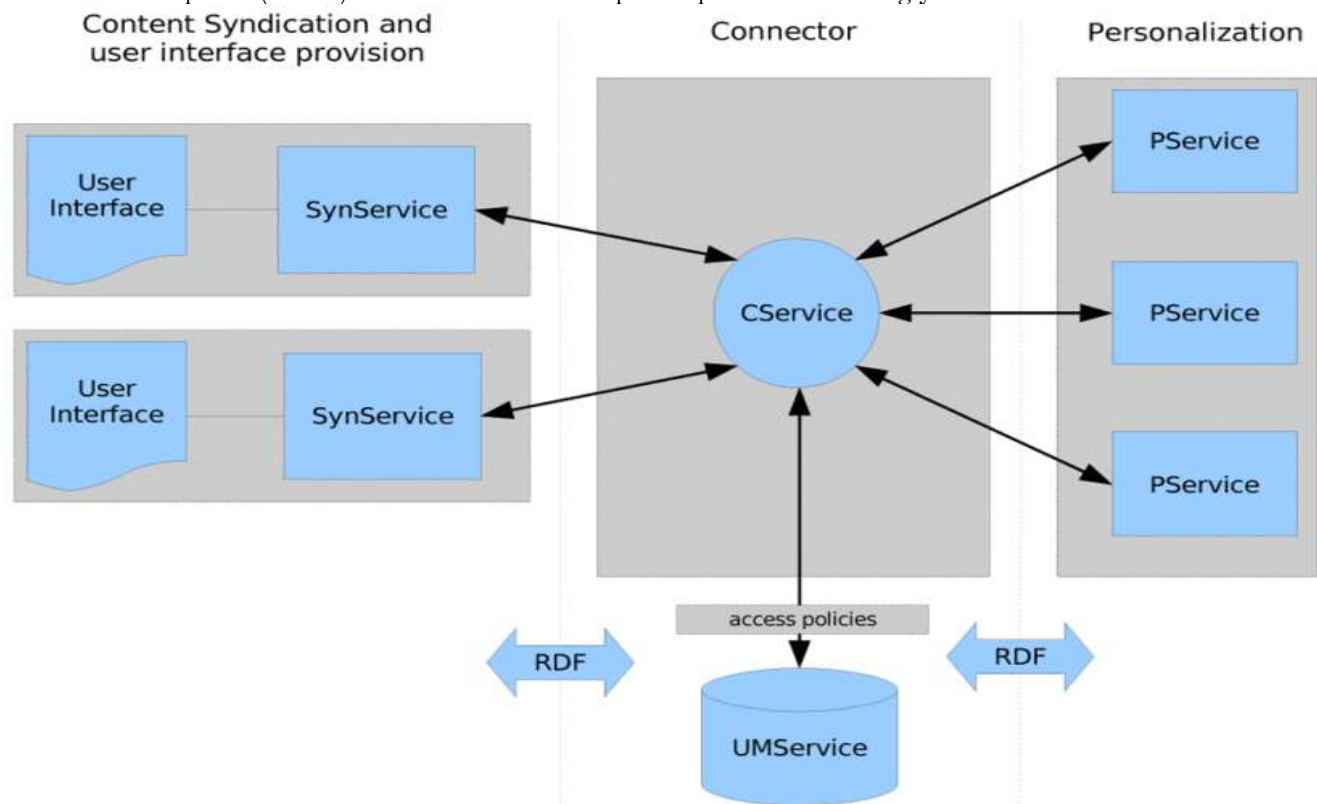 Content Syndication and
user interface provision
Connector
Personalization
User
Interface
SynService
PService
CService
PService
User
Interface
SynService
PService
access policies
RDF
RDF
UMService